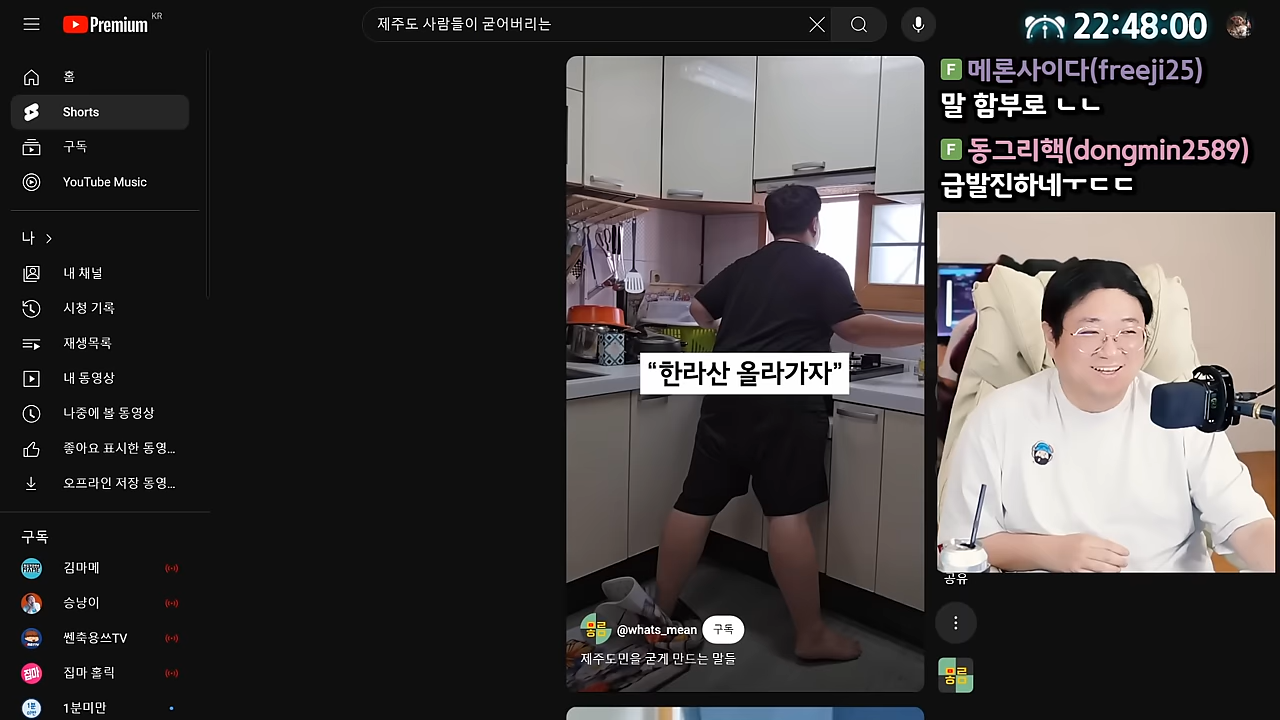 Premium KR
제주도 사람들이 굳어버리는
22:48:00
홈
Shorts
구독
YouTube Music
나
내 채널
시청 기록
재생목록
내 동영상
나중에 볼 동영상
좋아요 표시한 동영...
오프라인 저장 동영...
구독
김마메
승냥이
쎈축용쓰TV
집마 홀릭
1분미만
“한라산 올라가자”
몽름 @whats_mean 구독
제주도민을 굳게 만드는 말들
F 메론사이다(freeji25)
말 함부로 ㄴㄴ
F 동그리핵(dongmin2589)
급발진하네ㅜㄷㄷ
공유